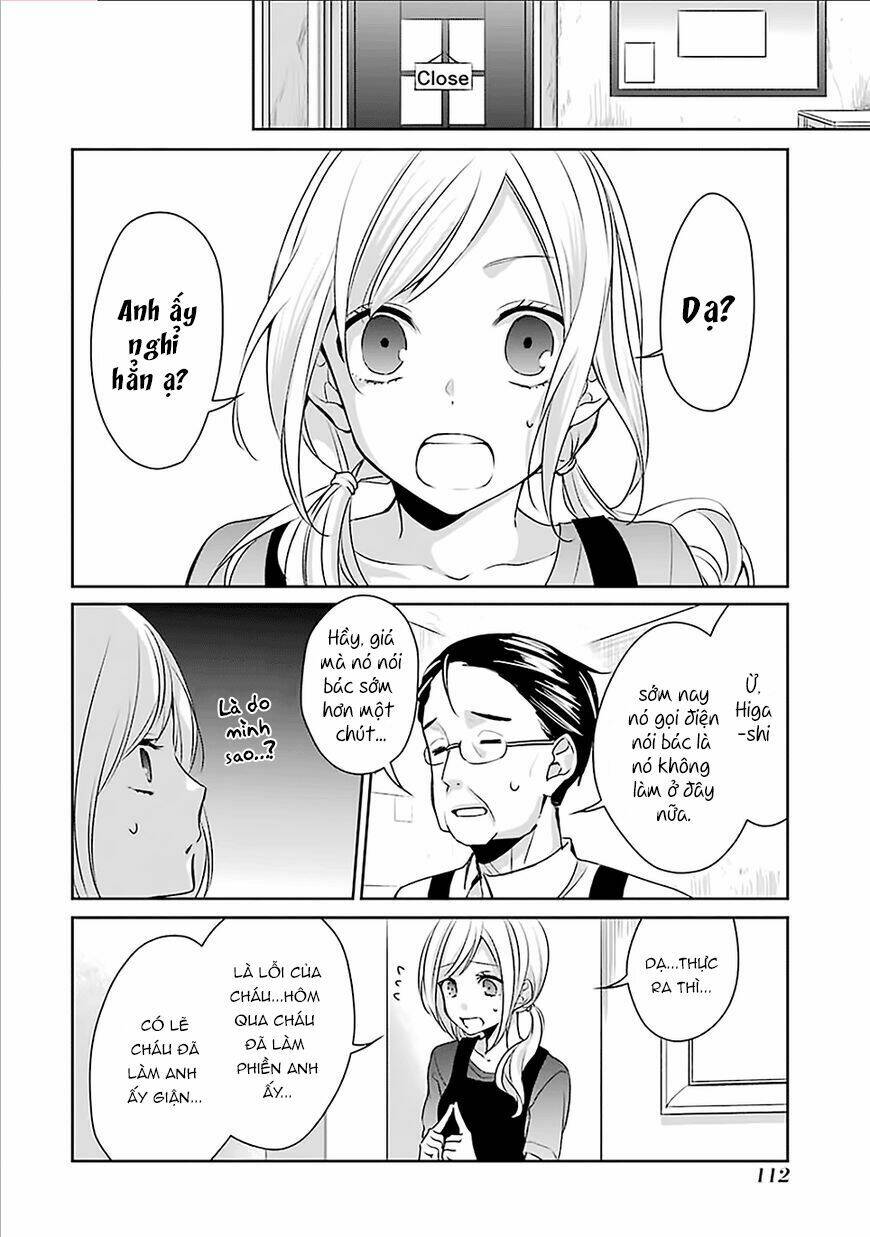 Close
Dạ?
Anh ấy
nghỉ
hẳn ạ?
Ừ.
Higa
-shi
sớm nay
nó gọi điện
nói bác là
nó không
làm ở đây
nữa.
Hầy, giá
mà nó nói
bác sớm
hơn một
chút...
Là do
mình
sao...?
DẠ...THỰC
RA THÌ...
LÀ LỖI CỦA
CHÁU...HÔM
QUA CHÁU
ĐÃ LÀM
PHIỀN ANH
ẤY...
CÓ LẼ
CHÁU ĐÃ
LÀM ANH
ẤY GIẬN...
112